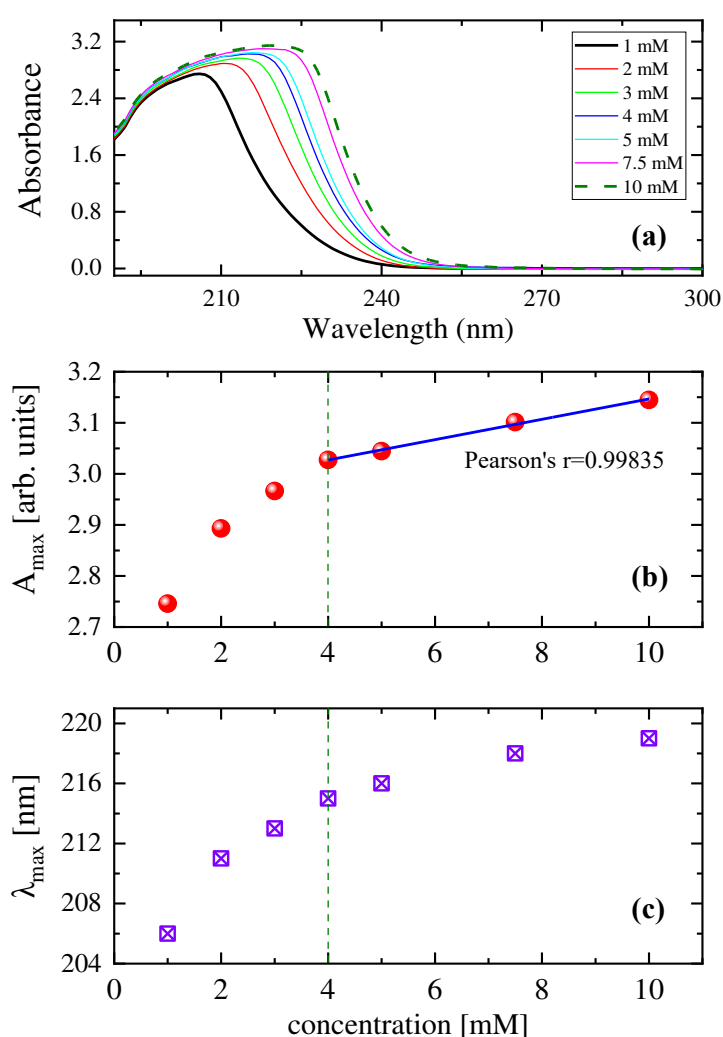 3.2
2.4
1.6
0.8
0.0
Absorbance
1 mM
2 mM
3 mM
4 mM
5 mM
7.5 mM
10 mM
(a)
210
240
270
300
Wavelength (nm)
3.2
3.1
3.0
2.9
2.8
2.7
A_max [arb. units]
Pearson's r=0.99835
(b)
0
2
4
6
8
10
220
216
212
208
204
λ_max [nm]
(c)
0
2
4
6
8
10
concentration [mM]